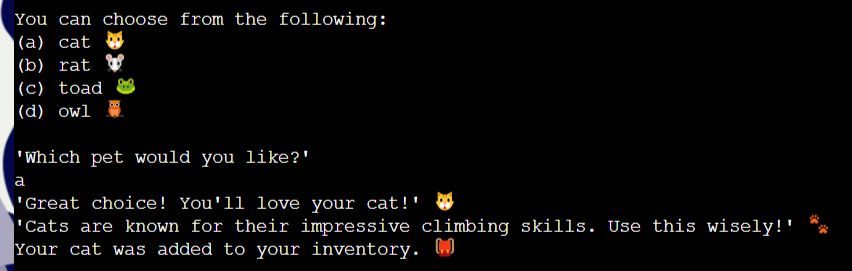 You can choose from the following:
(a) cat 🐱
(b) rat 🐭
(c) toad 🐸
(d) owl 🦉
'Which pet would you like?'
a
'Great choice! You'll love your cat!' 🐱
'Cats are known for their impressive climbing skills. Use this wisely!' 🐾
Your cat was added to your inventory. 🎒